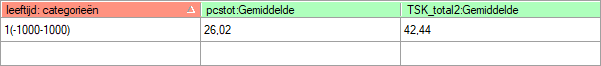 leeftijd: categorieën pcstot:Gemiddelde TSK_total2:Gemiddelde
1(-1000-1000) 26,02 42,44